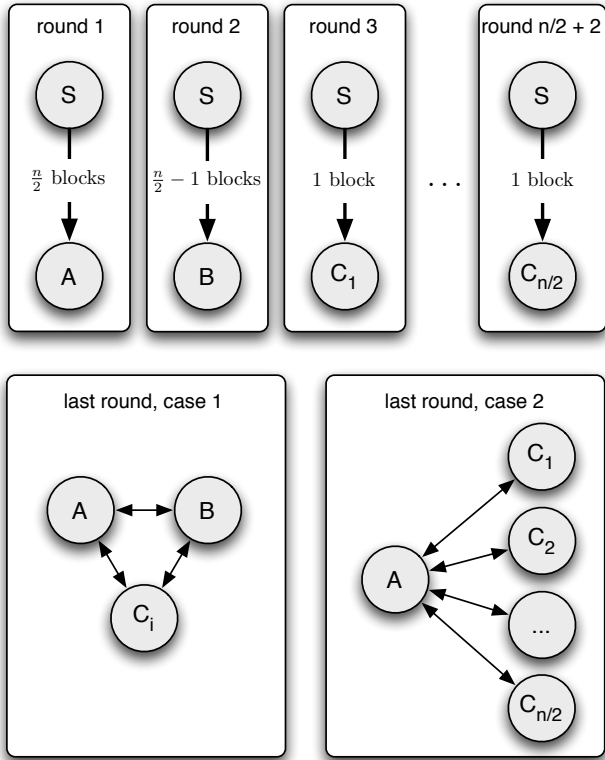 round 1
S
n/2 blocks
A
round 2
S
n/2 − 1 blocks
B
round 3
S
1 block
C₁
. . .
round n/2 + 2
S
1 block
Cₙ/₂
last round, case 1
A
B
Cᵢ
last round, case 2
C₁
C₂
A
...
Cₙ/₂